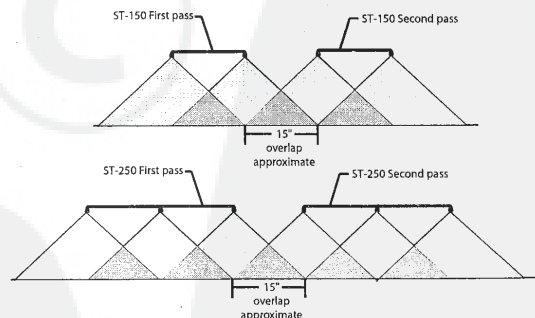 ST-150 First pass
ST-150 Second pass
15"
overlap
approximate
ST-250 First pass
ST-250 Second pass
15"
overlap
approximate